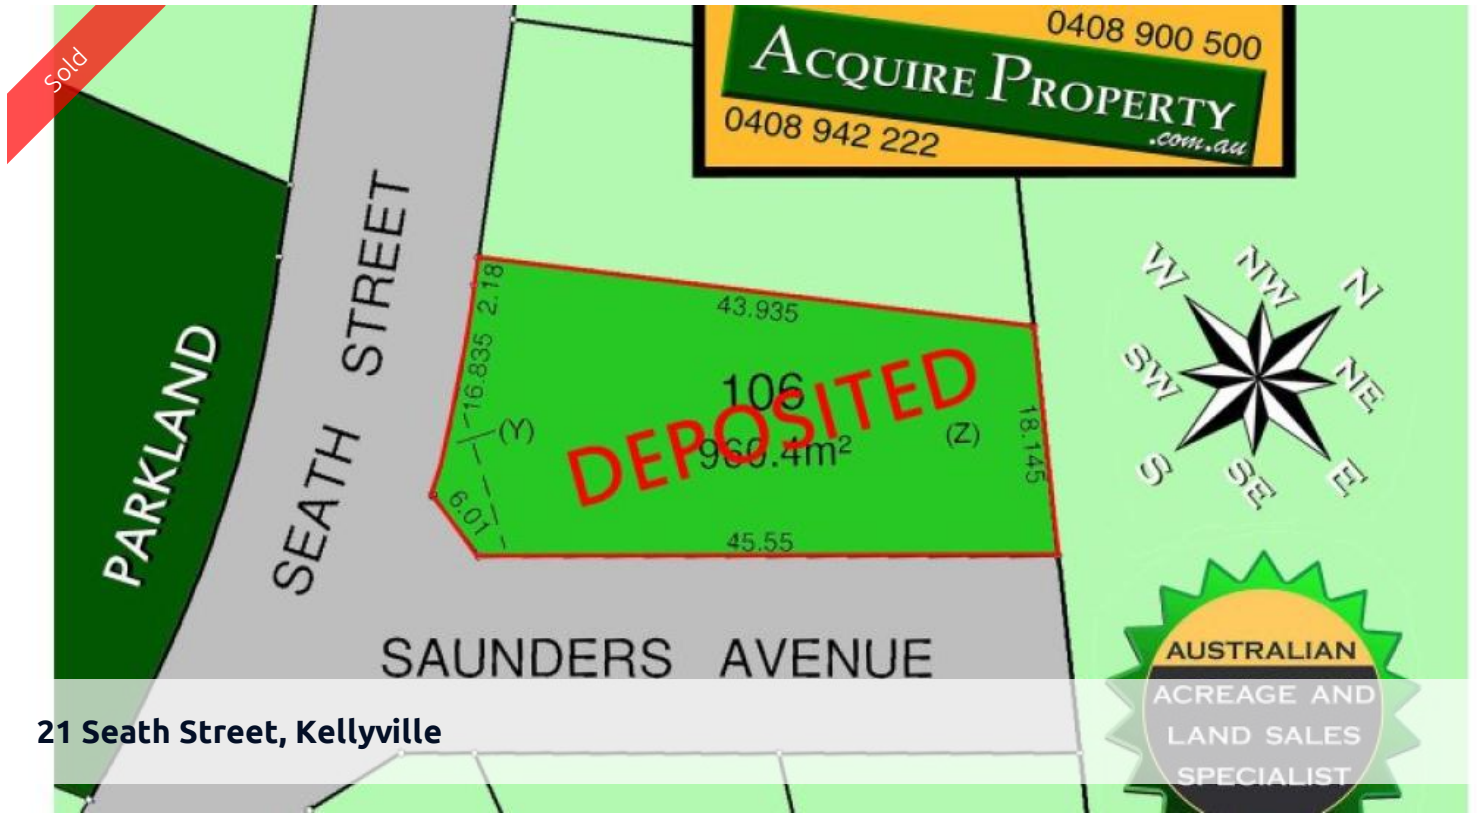 Sold
0408 900 500
ACQUIRE PROPERTY
.com.au
0408 942 222
PARKLAND
SEATH STREET
2.18
16.835
(Y)
6.01
43.935
106
960.4m²
DEPOSITED
(Z)
18.145
45.55
W
NW
N
SW
NE
S
SE
E
SAUNDERS AVENUE
AUSTRALIAN
ACREAGE AND
LAND SALES
SPECIALIST
21 Seath Street, Kellyville